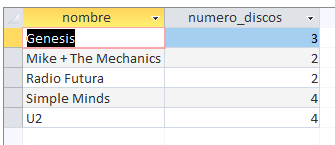 nombre numero_discos
Genesis 3
Mike + The Mechanics 2
Radio Futura 2
Simple Minds 4
U2 4